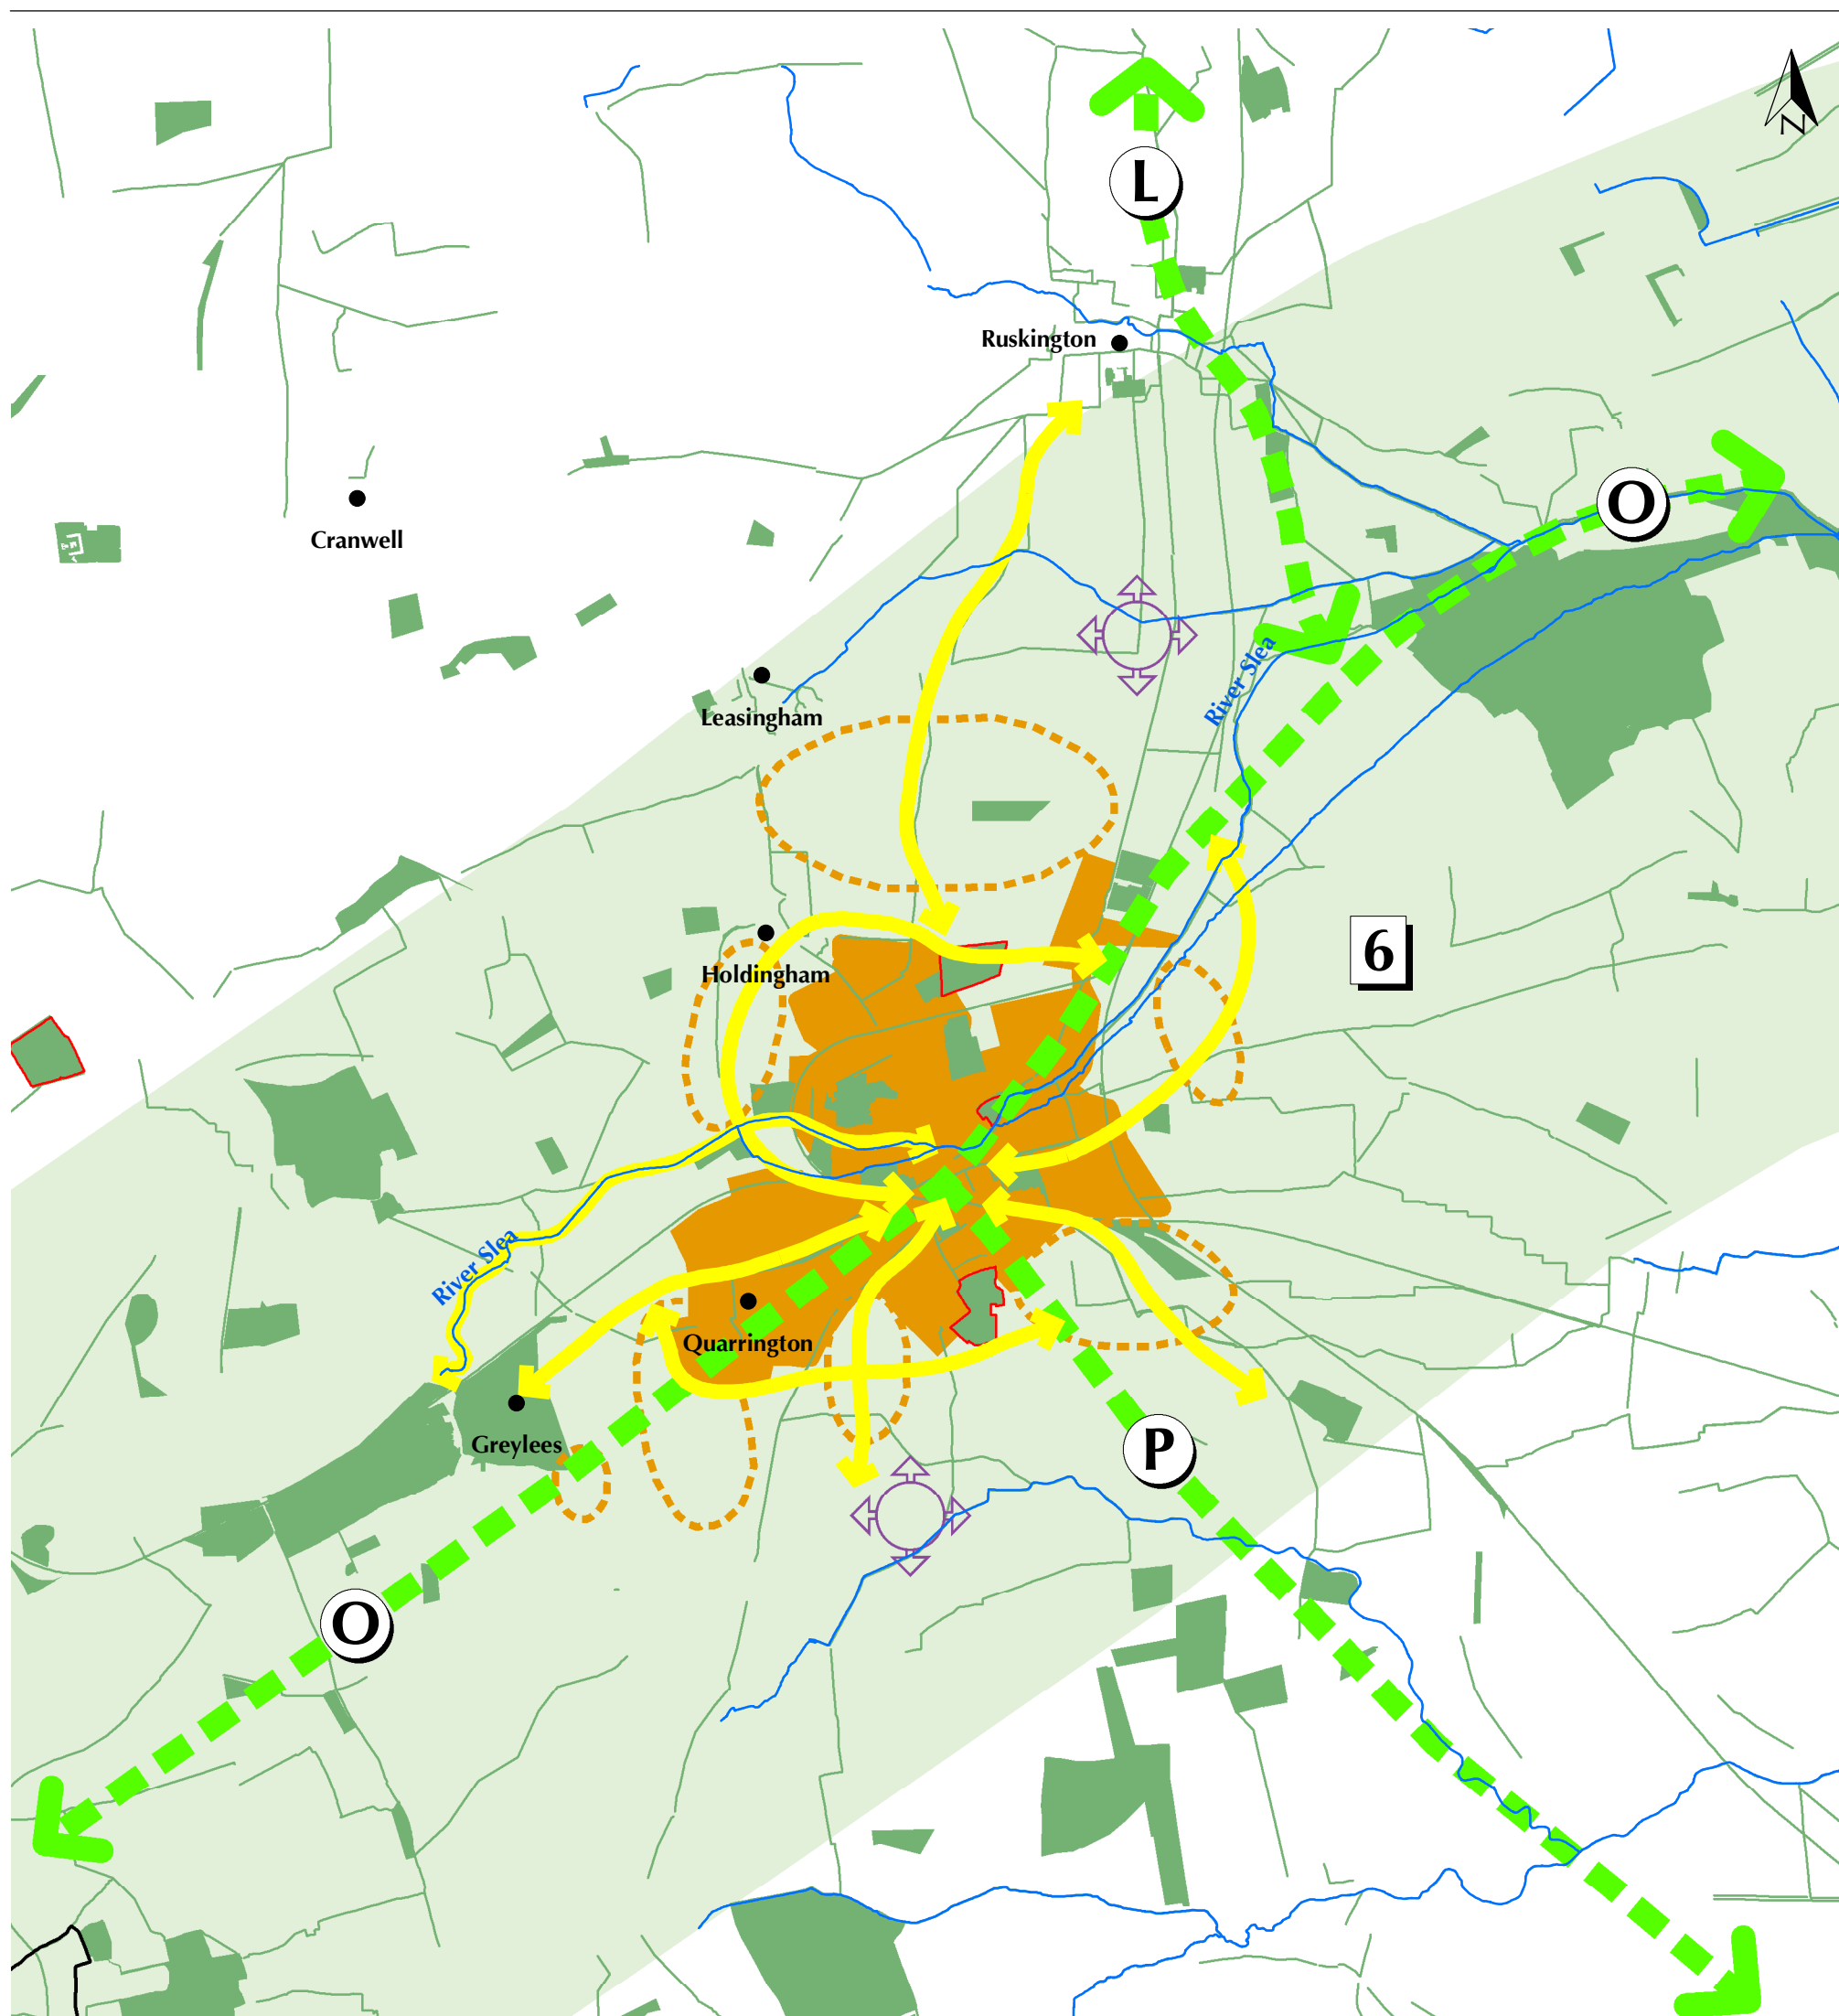 N
L
Ruskington
O
Cranwell
River Slea
Leasingham
6
Holdingham
River Slea
Quarrington
Greylees
P
O